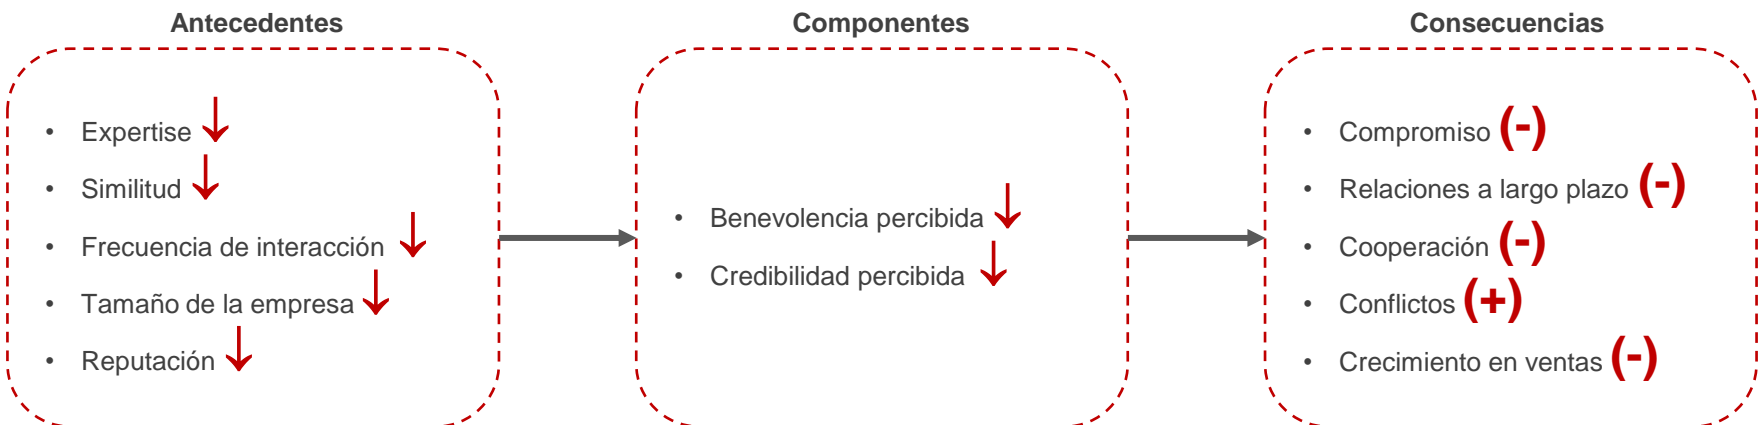 Antecedentes
• Expertise ↓
• Similitud ↓
• Frecuencia de interacción ↓
• Tamaño de la empresa ↓
• Reputación ↓
Componentes
• Benevolencia percibida ↓
• Credibilidad percibida ↓
Consecuencias
• Compromiso (-)
• Relaciones a largo plazo (-)
• Cooperación (-)
• Conflictos (+)
• Crecimiento en ventas (-)